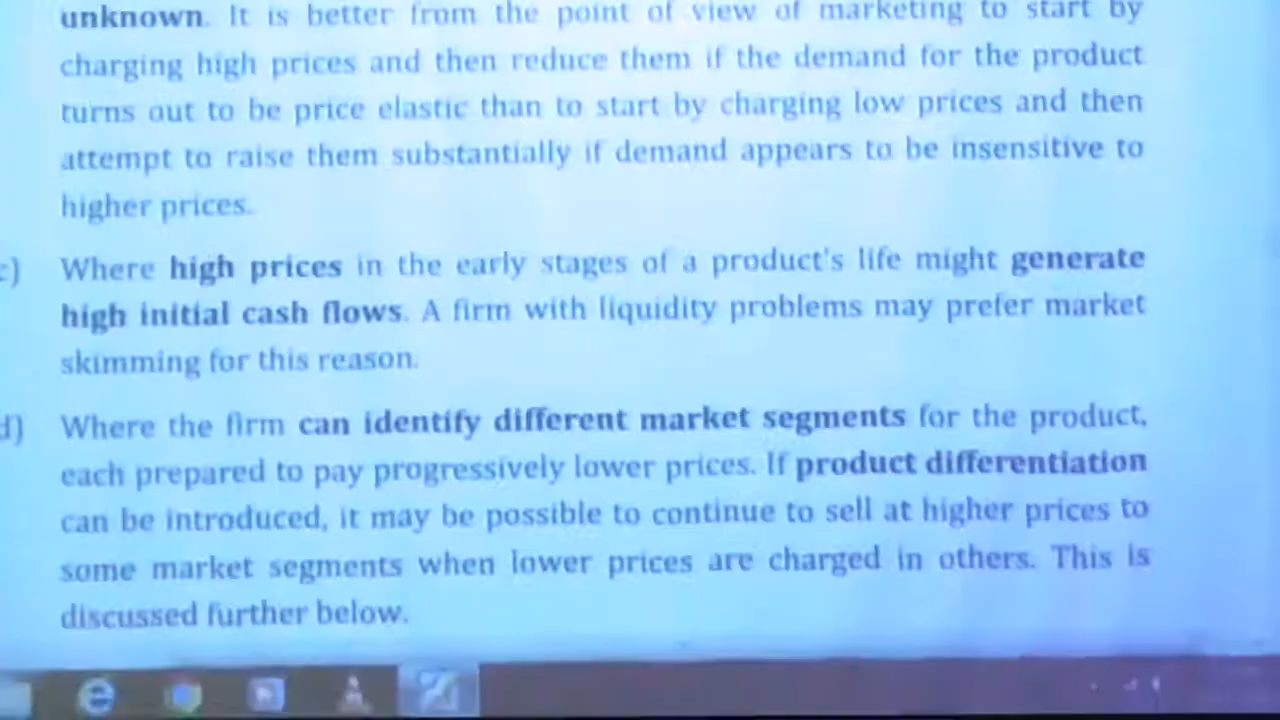 unknown. It is better from the point of view of marketing to start by
charging high prices and then reduce them if the demand for the product
turns out to be price elastic than to start by charging low prices and then
attempt to raise them substantially if demand appears to be insensitive to
higher prices.
c) Where high prices in the early stages of a product's life might generate
high initial cash flows. A firm with liquidity problems may prefer market
skimming for this reason.
d) Where the firm can identify different market segments for the product,
each prepared to pay progressively lower prices. If product differentiation
can be introduced, it may be possible to continue to sell at higher prices to
some market segments when lower prices are charged in others. This is
discussed further below.